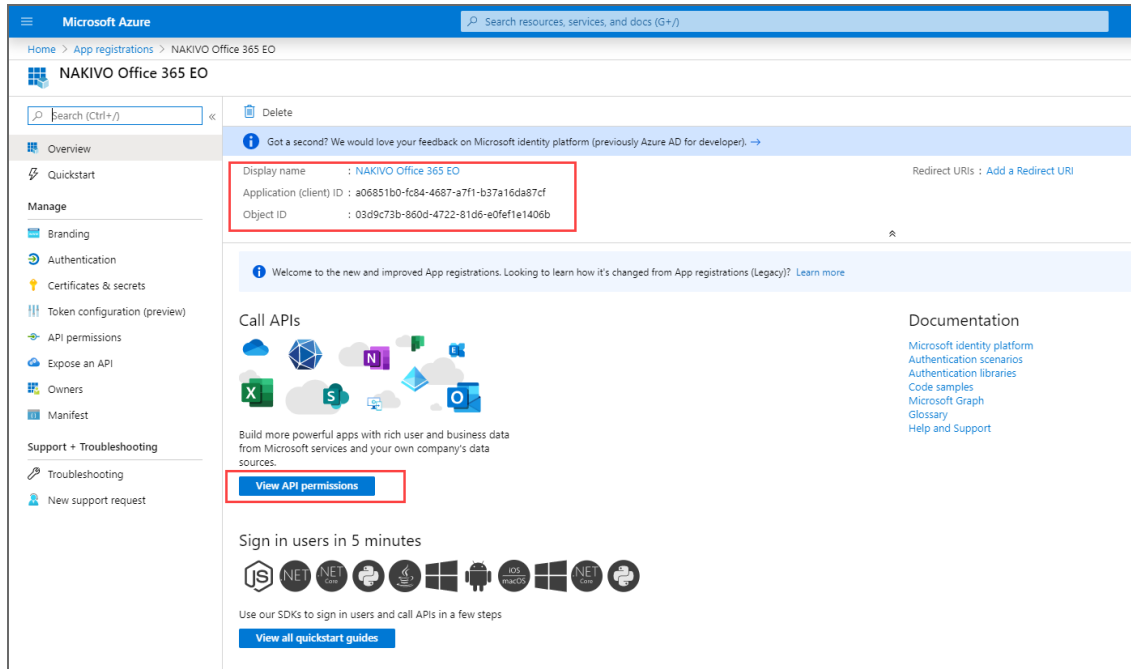 Microsoft Azure
Search resources, services, and docs (G+/)
Home > App registrations > NAKIVO Office 365 EO
NAKIVO Office 365 EO
Search (Ctrl+/)
«
Delete
Got a second? We would love your feedback on Microsoft identity platform (previously Azure AD for developer). →
Overview
Quickstart
Manage
Branding
Authentication
Certificates & secrets
Token configuration (preview)
API permissions
Expose an API
Owners
Manifest
Support + Troubleshooting
Troubleshooting
New support request
Display name : NAKIVO Office 365 EO
Application (client) ID : a06851b0-fc84-4687-a7f1-b37a16da87cf
Object ID : 03d9c73b-860d-4722-81d6-e0fef1e1406b
Redirect URIs : Add a Redirect URI
Welcome to the new and improved App registrations. Looking to learn how it's changed from App registrations (Legacy)? Learn more
Call APIs
N
E
X
S
O
Build more powerful apps with rich user and business data
from Microsoft services and your own company's data
sources.
View API permissions
Documentation
Microsoft identity platform
Authentication scenarios
Authentication libraries
Code samples
Microsoft Graph
Glossary
Help and Support
Sign in users in 5 minutes
JS .NET .NET Core iOS macOS .NET Core
Use our SDKs to sign in users and call APIs in a few steps
View all quickstart guides